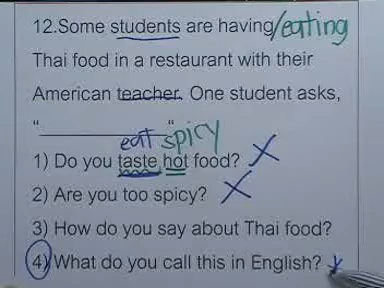 12.Some students are having/eating
Thai food in a restaurant with their
American teacher. One student asks,
"_______________"
eat spicy
1) Do you taste hot food? X
2) Are you too spicy? X
3) How do you say about Thai food?
4) What do you call this in English?